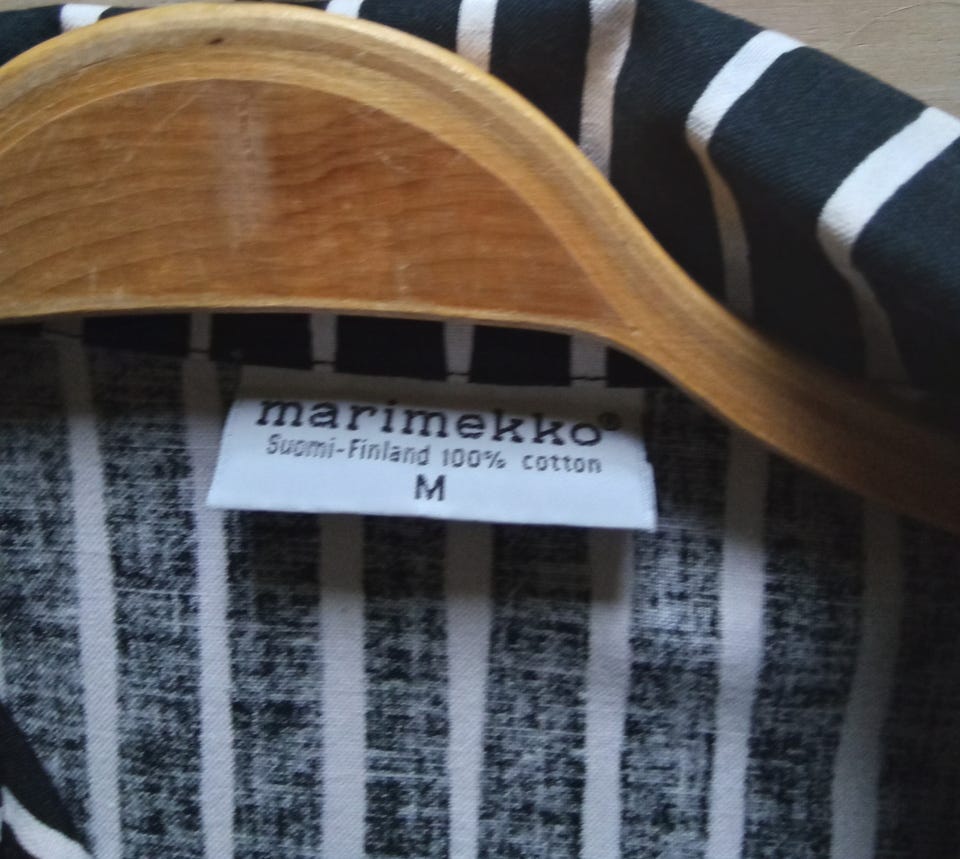 marimekko®
Suomi-Finland 100% cotton
M